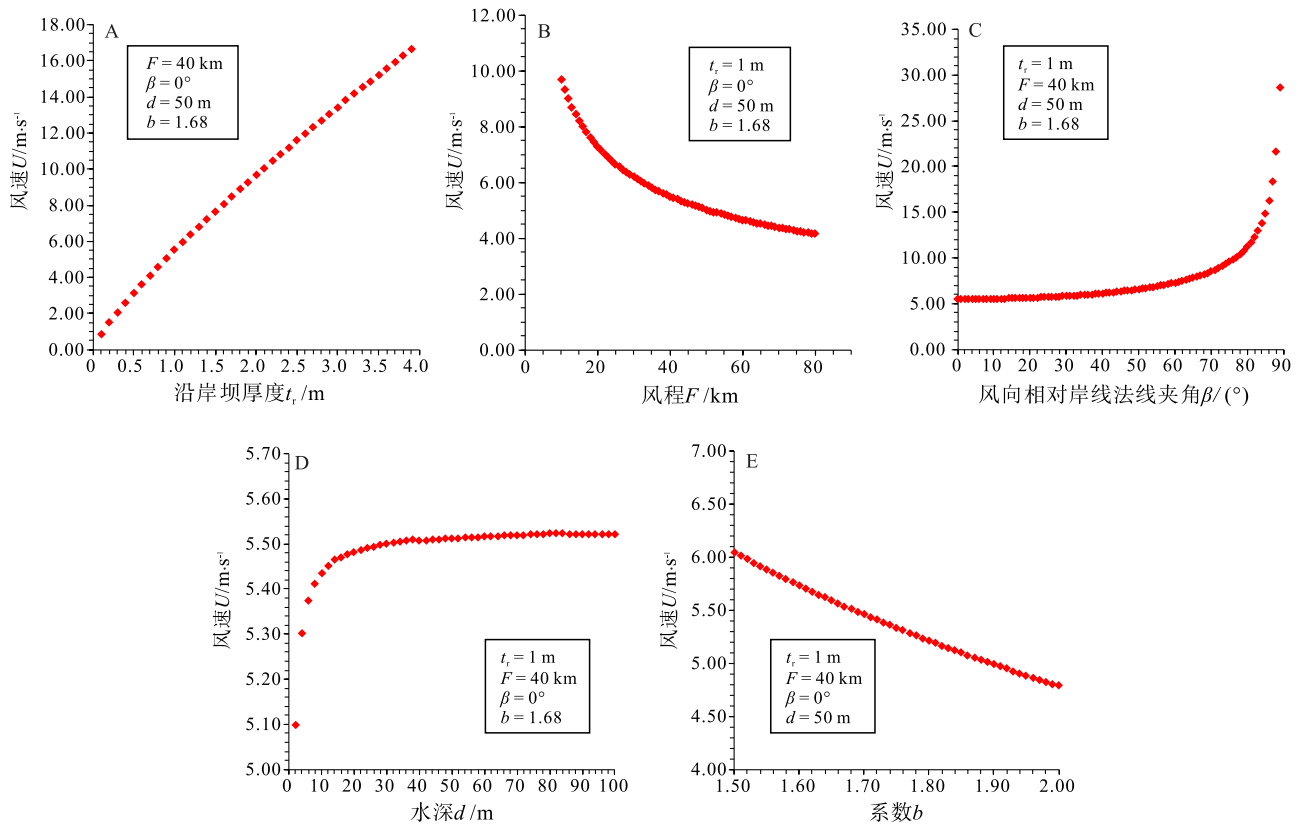 A
18.00
16.00
14.00
12.00
10.00
8.00
6.00
4.00
2.00
0.00
风速U/m·s⁻¹
F = 40 km
β = 0°
d = 50 m
b = 1.68
0 0.5 1.0 1.5 2.0 2.5 3.0 3.5 4.0
沿岸坝厚度tᵣ /m
B
12.00
10.00
8.00
6.00
4.00
2.00
0.00
风速U/m·s⁻¹
tᵣ = 1 m
β = 0°
d = 50 m
b = 1.68
0 20 40 60 80
风程F /km
C
35.00
30.00
25.00
20.00
15.00
10.00
5.00
0.00
风速U/m·s⁻¹
tᵣ = 1 m
F = 40 km
d = 50 m
b = 1.68
0 10 20 30 40 50 60 70 80 90
风向相对岸线法线夹角β/ (°)
D
5.70
5.60
5.50
5.40
5.30
5.20
5.10
5.00
风速U/m·s⁻¹
tᵣ = 1 m
F = 40 km
β = 0°
b = 1.68
0 10 20 30 40 50 60 70 80 90 100
水深d /m
E
7.00
6.50
6.00
5.50
5.00
4.50
4.00
风速U/m·s⁻¹
tᵣ = 1 m
F = 40 km
β = 0°
d = 50 m
1.50 1.60 1.70 1.80 1.90 2.00
系数b